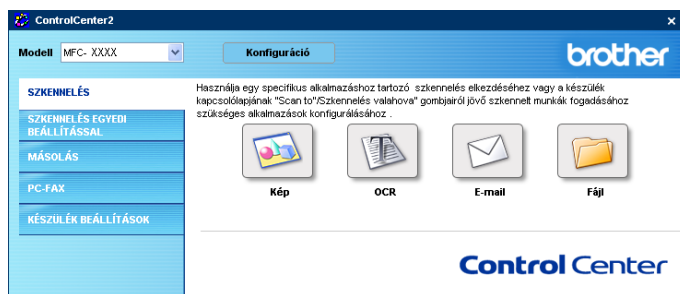 ControlCenter2
Modell MFC- XXXX Konfiguráció brother
SZKENNELÉS
Használja egy specifikus alkalmazáshoz tartozó szkennelés elkezdéséhez vagy a készülék
kapcsolólapjának "Scan to"/Szkennelés valahova" gombjairól jövő szkennelt munkák fogadásához
szükséges alkalmazások konfigurálásához .
SZKENNELÉS EGYEDI
BEÁLLÍTÁSSAL
MÁSOLÁS
PC-FAX
KÉSZÜLÉK BEÁLLÍTÁSOK
Kép OCR E-mail Fájl
Control Center